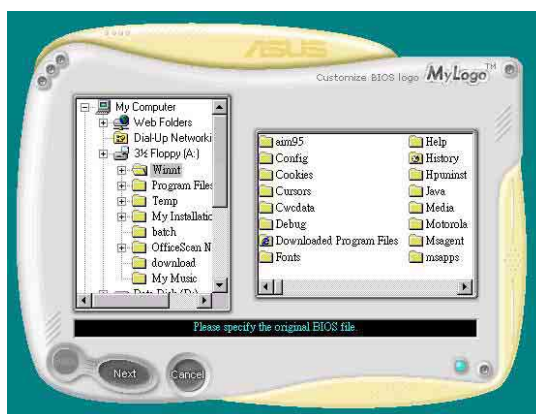 ASUS
Customize BIOS logo MyLogo™
My Computer
Web Folders
Dial-Up Networki
3½ Floppy (A:)
Winnt
Program Files
Temp
My Installatic
batch
OfficeScan N
download
My Music
Data Disk (D:)
aim95
Config
Cookies
Cursors
Cwcdata
Debug
Downloaded Program Files
Fonts
Help
History
Hpuninst
Java
Media
Motorola
Msagent
msapps
Please specify the original BIOS file.
Next
Cancel